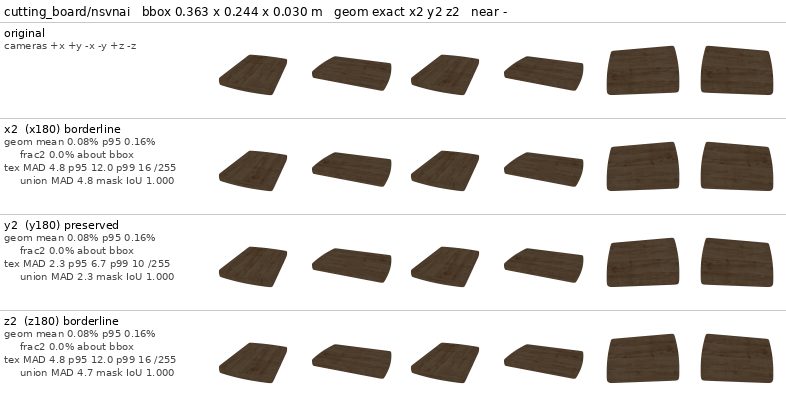 cutting_board/nsvnai   bbox 0.363 x 0.244 x 0.030 m   geom exact x2 y2 z2   near -
original
cameras +x +y -x -y +z -z
x2  (x180) borderline
geom mean 0.08% p95 0.16%
frac2 0.0% about bbox
tex MAD 4.8 p95 12.0 p99 16 /255
union MAD 4.8 mask IoU 1.000
y2  (y180) preserved
geom mean 0.08% p95 0.16%
frac2 0.0% about bbox
tex MAD 2.3 p95 6.7 p99 10 /255
union MAD 2.3 mask IoU 1.000
z2  (z180) borderline
geom mean 0.08% p95 0.16%
frac2 0.0% about bbox
tex MAD 4.8 p95 12.0 p99 16 /255
union MAD 4.7 mask IoU 1.000